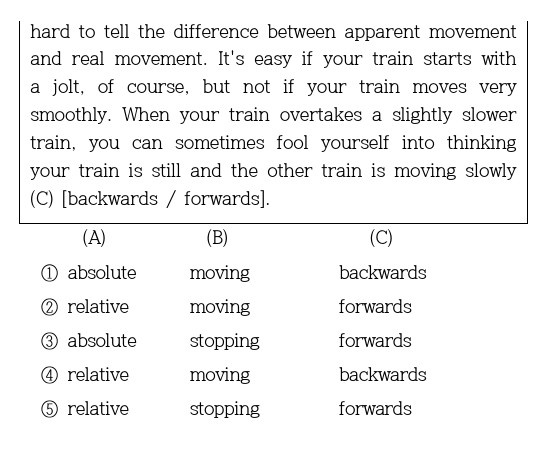 hard to tell the difference between apparent movement
and real movement. It's easy if your train starts with
a jolt, of course, but not if your train moves very
smoothly. When your train overtakes a slightly slower
train, you can sometimes fool yourself into thinking
your train is still and the other train is moving slowly
(C) [backwards / forwards].
(A) (B) (C)
① absolute moving backwards
② relative moving forwards
③ absolute stopping forwards
④ relative moving backwards
⑤ relative stopping forwards